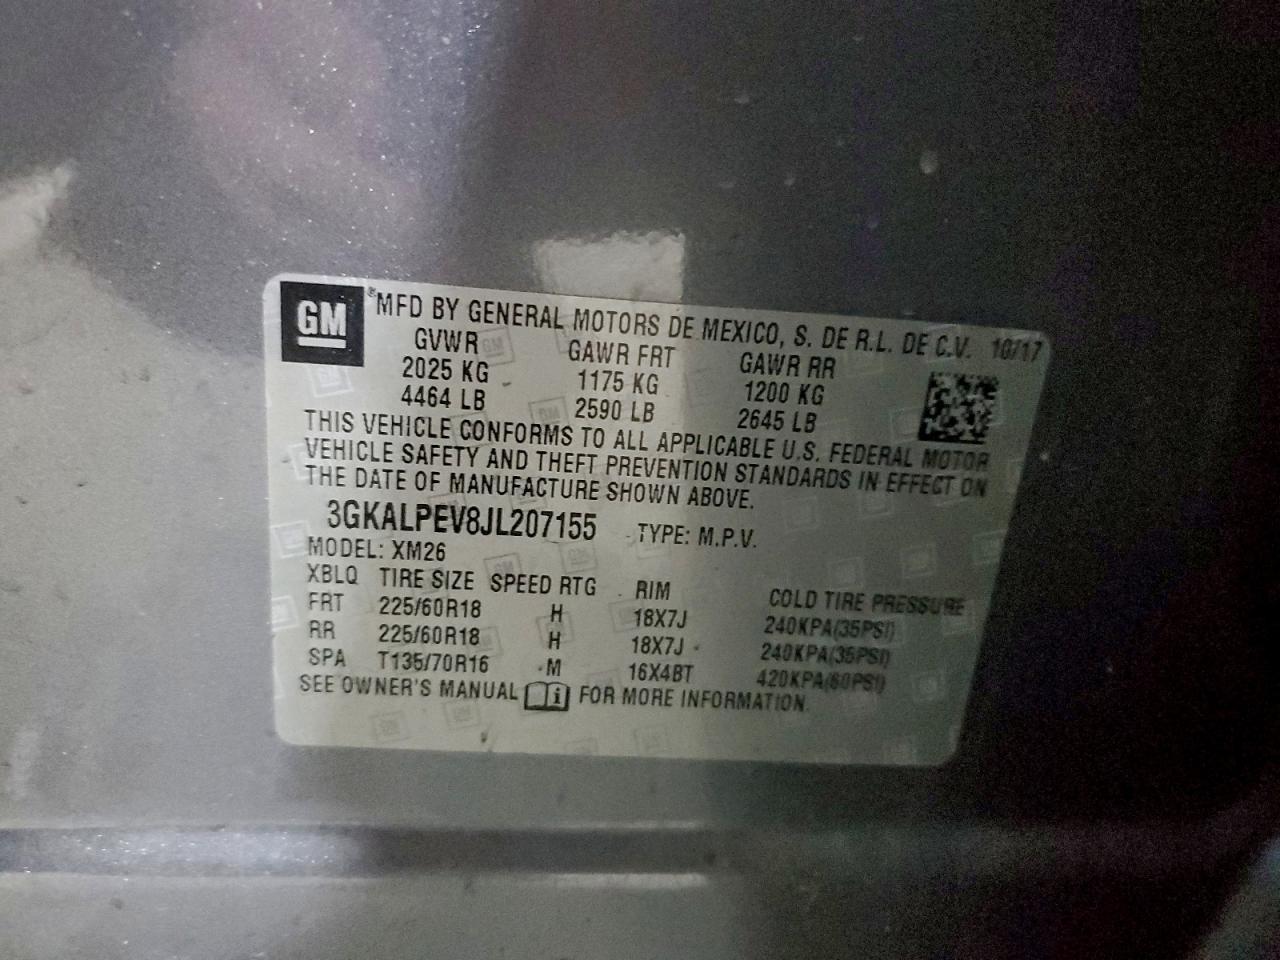 GM ® MFD BY GENERAL MOTORS DE MEXICO, S. DE R.L. DE C.V. 10/17
GVWR GAWR FRT GAWR RR
2025 KG 1175 KG 1200 KG
4464 LB 2590 LB 2645 LB
THIS VEHICLE CONFORMS TO ALL APPLICABLE U.S. FEDERAL MOTOR
VEHICLE SAFETY AND THEFT PREVENTION STANDARDS IN EFFECT ON
THE DATE OF MANUFACTURE SHOWN ABOVE.
3GKALPEV8JL207155 TYPE: M.P.V.
MODEL: XM26
XBLQ TIRE SIZE SPEED RTG RIM COLD TIRE PRESSURE
FRT 225/60R18 H 18X7J 240KPA(35PSI)
RR 225/60R18 H 18X7J 240KPA(35PSI)
SPA T135/70R16 M 16X4BT 420KPA(60PSI)
SEE OWNER'S MANUAL FOR MORE INFORMATION.